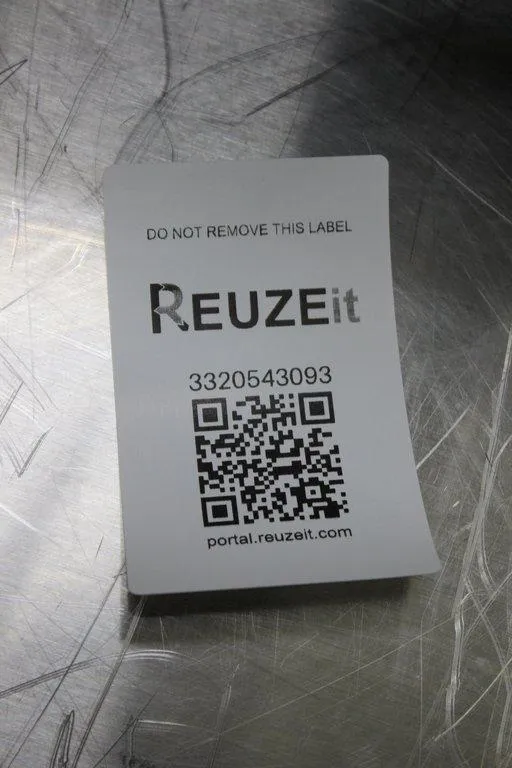 DO NOT REMOVE THIS LABEL
REUZEit
3320543093
portal.reuzeit.com